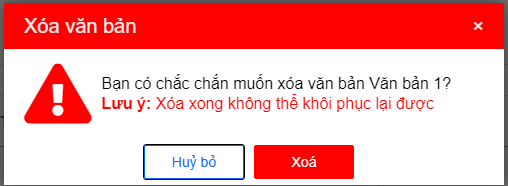 Xóa văn bản
×
Bạn có chắc chắn muốn xóa văn bản Văn bản 1?
Lưu ý: Xóa xong không thể khôi phục lại được
Huỷ bỏ
Xoá